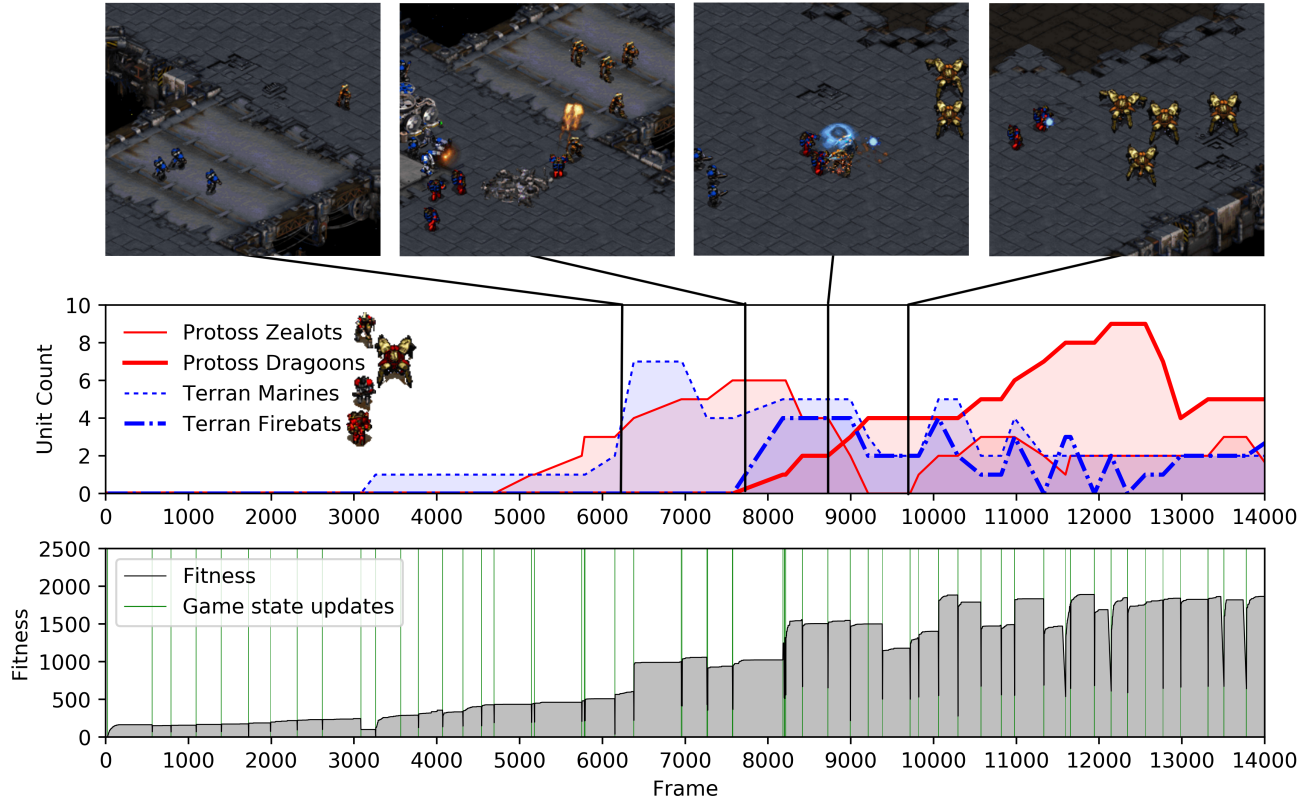 10
8
6
4
2
0
Unit Count
Protoss Zealots
Protoss Dragoons
Terran Marines
Terran Firebats
0 1000 2000 3000 4000 5000 6000 7000 8000 9000 10000 11000 12000 13000 14000
2500
2000
1500
1000
500
0
Fitness
Fitness
Game state updates
0 1000 2000 3000 4000 5000 6000 7000 8000 9000 10000 11000 12000 13000 14000
Frame